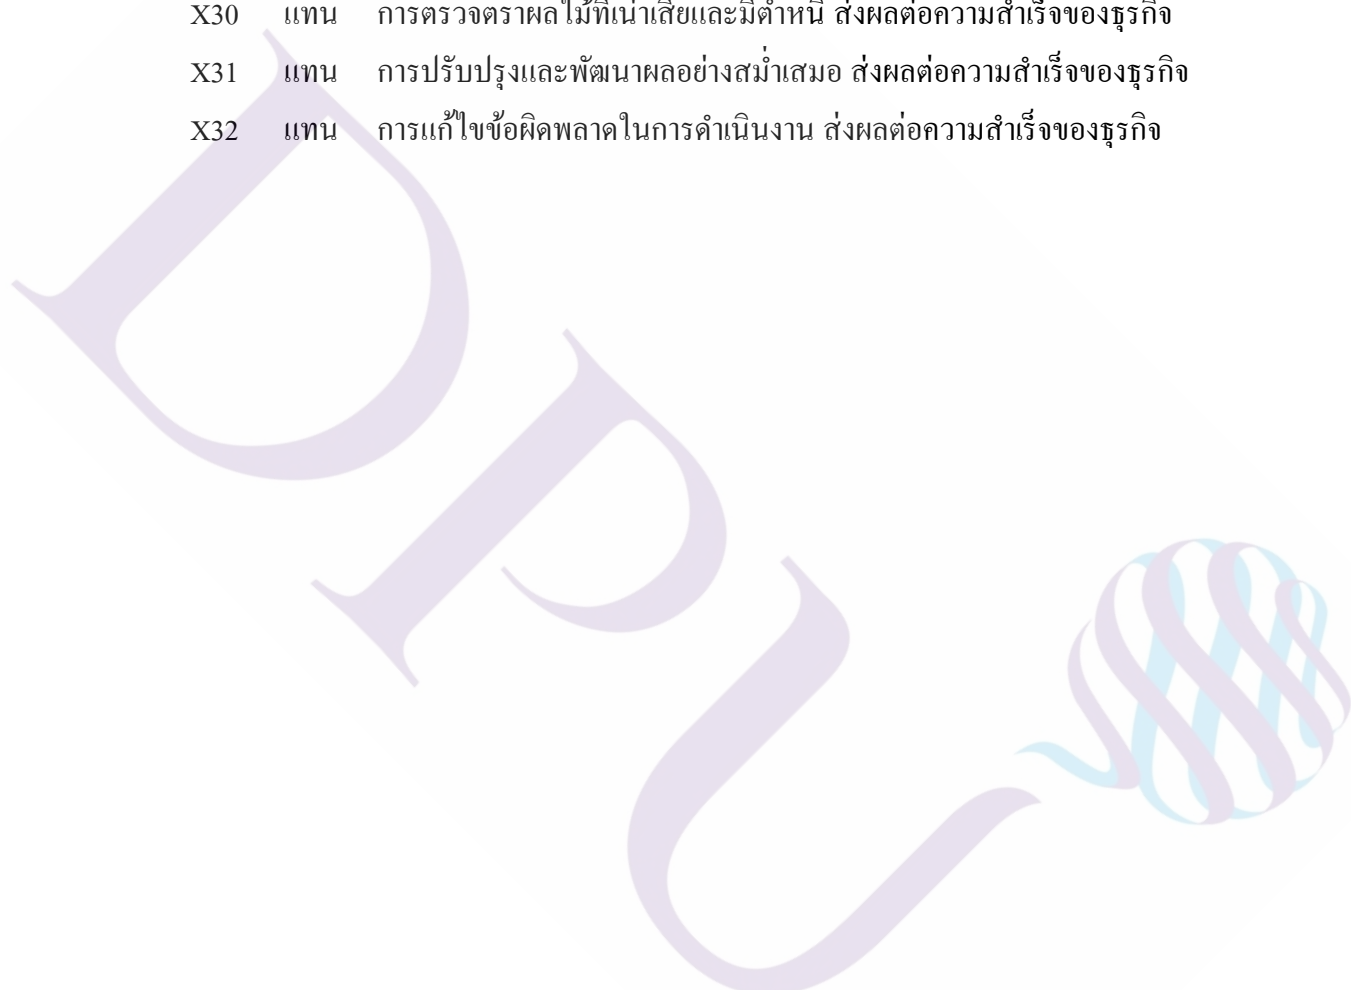 X30 แทน การตรวจตราผลไม้ที่เน่าเสียและมีตำหนิ ส่งผลต่อความสำเร็จของธุรกิจ
X31 แทน การปรับปรุงและพัฒนาผลอย่างสม่ำเสมอ ส่งผลต่อความสำเร็จของธุรกิจ
X32 แทน การแก้ไขข้อผิดพลาดในการดำเนินงาน ส่งผลต่อความสำเร็จของธุรกิจ
DPU